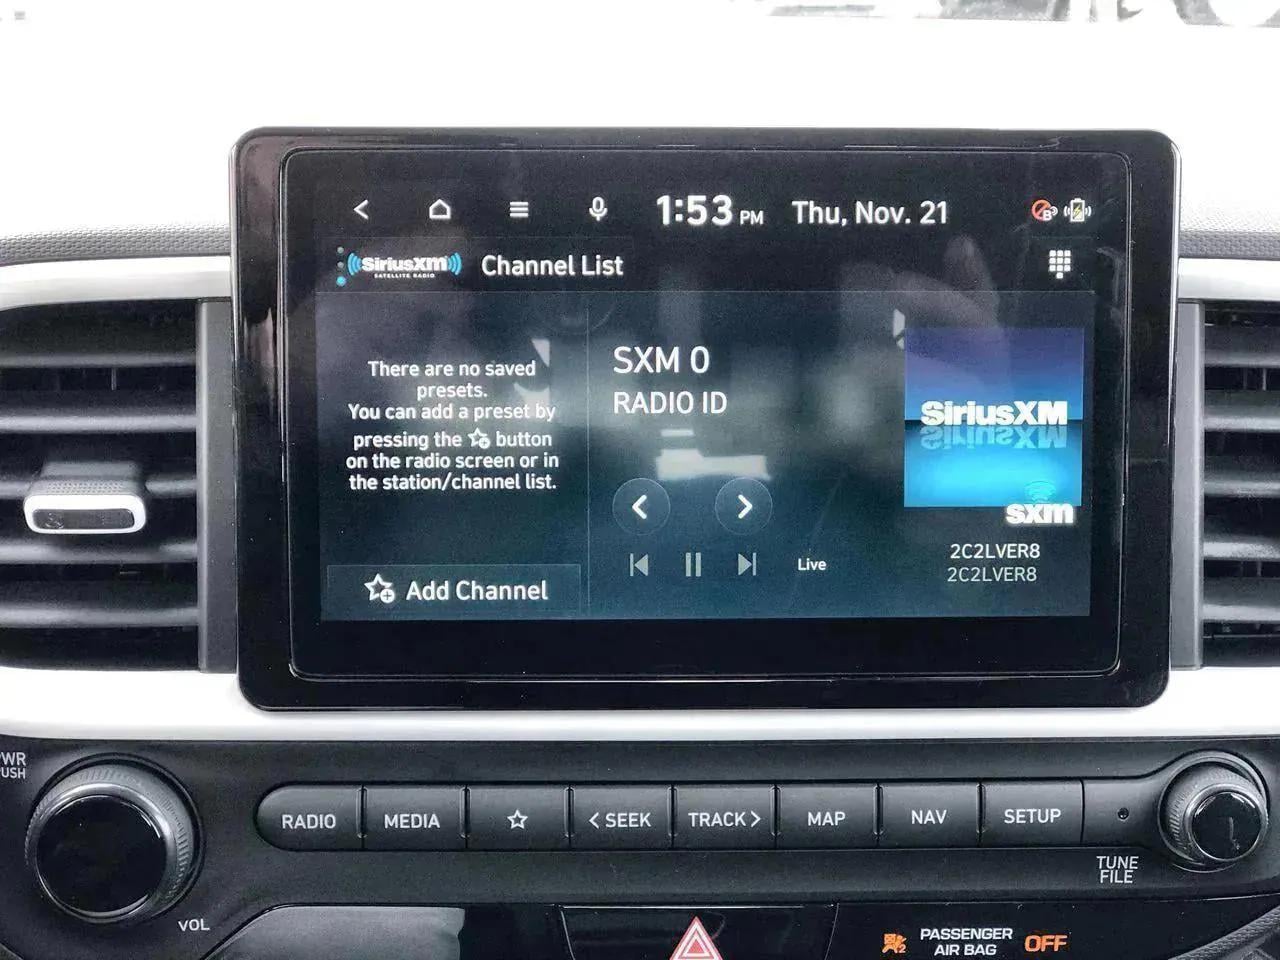 1:53 PM Thu, Nov. 21
B
SiriusXM
SATELLITE RADIO
Channel List
There are no saved
presets.
You can add a preset by
pressing the button
on the radio screen or in
the station/channel list.
Add Channel
SXM 0
RADIO ID
Live
SiriusXM
sxm
2C2LVER8
2C2LVER8
PWR
PUSH
VOL
RADIO
MEDIA
< SEEK
TRACK >
MAP
NAV
SETUP
TUNE
FILE
PASSENGER
AIR BAG
OFF